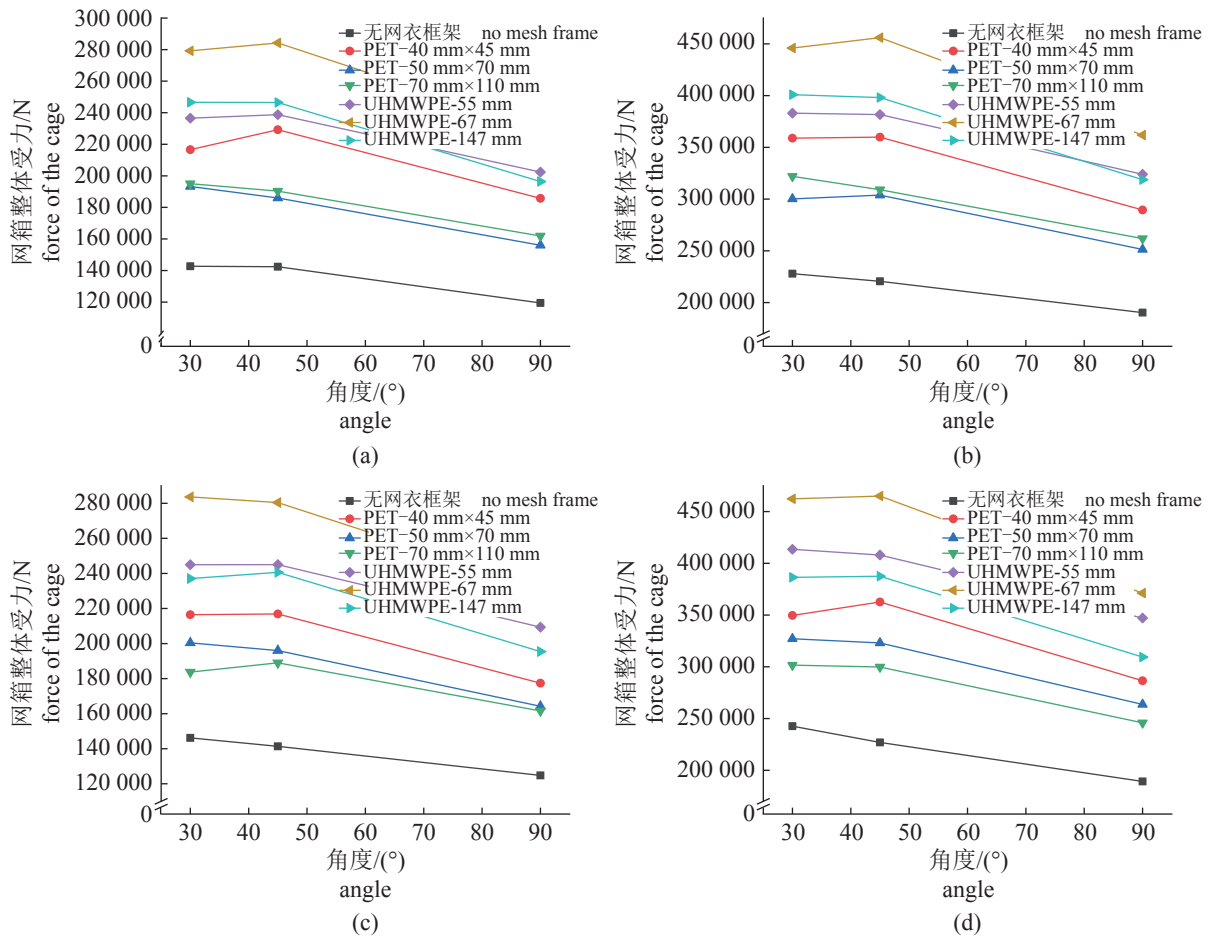 300 000
280 000
260 000
240 000
220 000
200 000
180 000
160 000
140 000
120 000
0
网箱整体受力/N
force of the cage
无网衣框架 no mesh frame
PET-40 mm×45 mm
PET-50 mm×70 mm
PET-70 mm×110 mm
UHMWPE-55 mm
UHMWPE-67 mm
UHMWPE-147 mm
30 40 50 60 70 80 90
角度/(°)
angle
(a)
450 000
400 000
350 000
300 000
250 000
200 000
0
网箱整体受力/N
force of the cage
无网衣框架 no mesh frame
PET-40 mm×45 mm
PET-50 mm×70 mm
PET-70 mm×110 mm
UHMWPE-55 mm
UHMWPE-67 mm
UHMWPE-147 mm
30 40 50 60 70 80 90
角度/(°)
angle
(b)
280 000
260 000
240 000
220 000
200 000
180 000
160 000
140 000
120 000
0
网箱整体受力/N
force of the cage
无网衣框架 no mesh frame
PET-40 mm×45 mm
PET-50 mm×70 mm
PET-70 mm×110 mm
UHMWPE-55 mm
UHMWPE-67 mm
UHMWPE-147 mm
30 40 50 60 70 80 90
角度/(°)
angle
(c)
450 000
400 000
350 000
300 000
250 000
200 000
0
网箱整体受力/N
force of the cage
无网衣框架 no mesh frame
PET-40 mm×45 mm
PET-50 mm×70 mm
PET-70 mm×110 mm
UHMWPE-55 mm
UHMWPE-67 mm
UHMWPE-147 mm
30 40 50 60 70 80 90
角度/(°)
angle
(d)